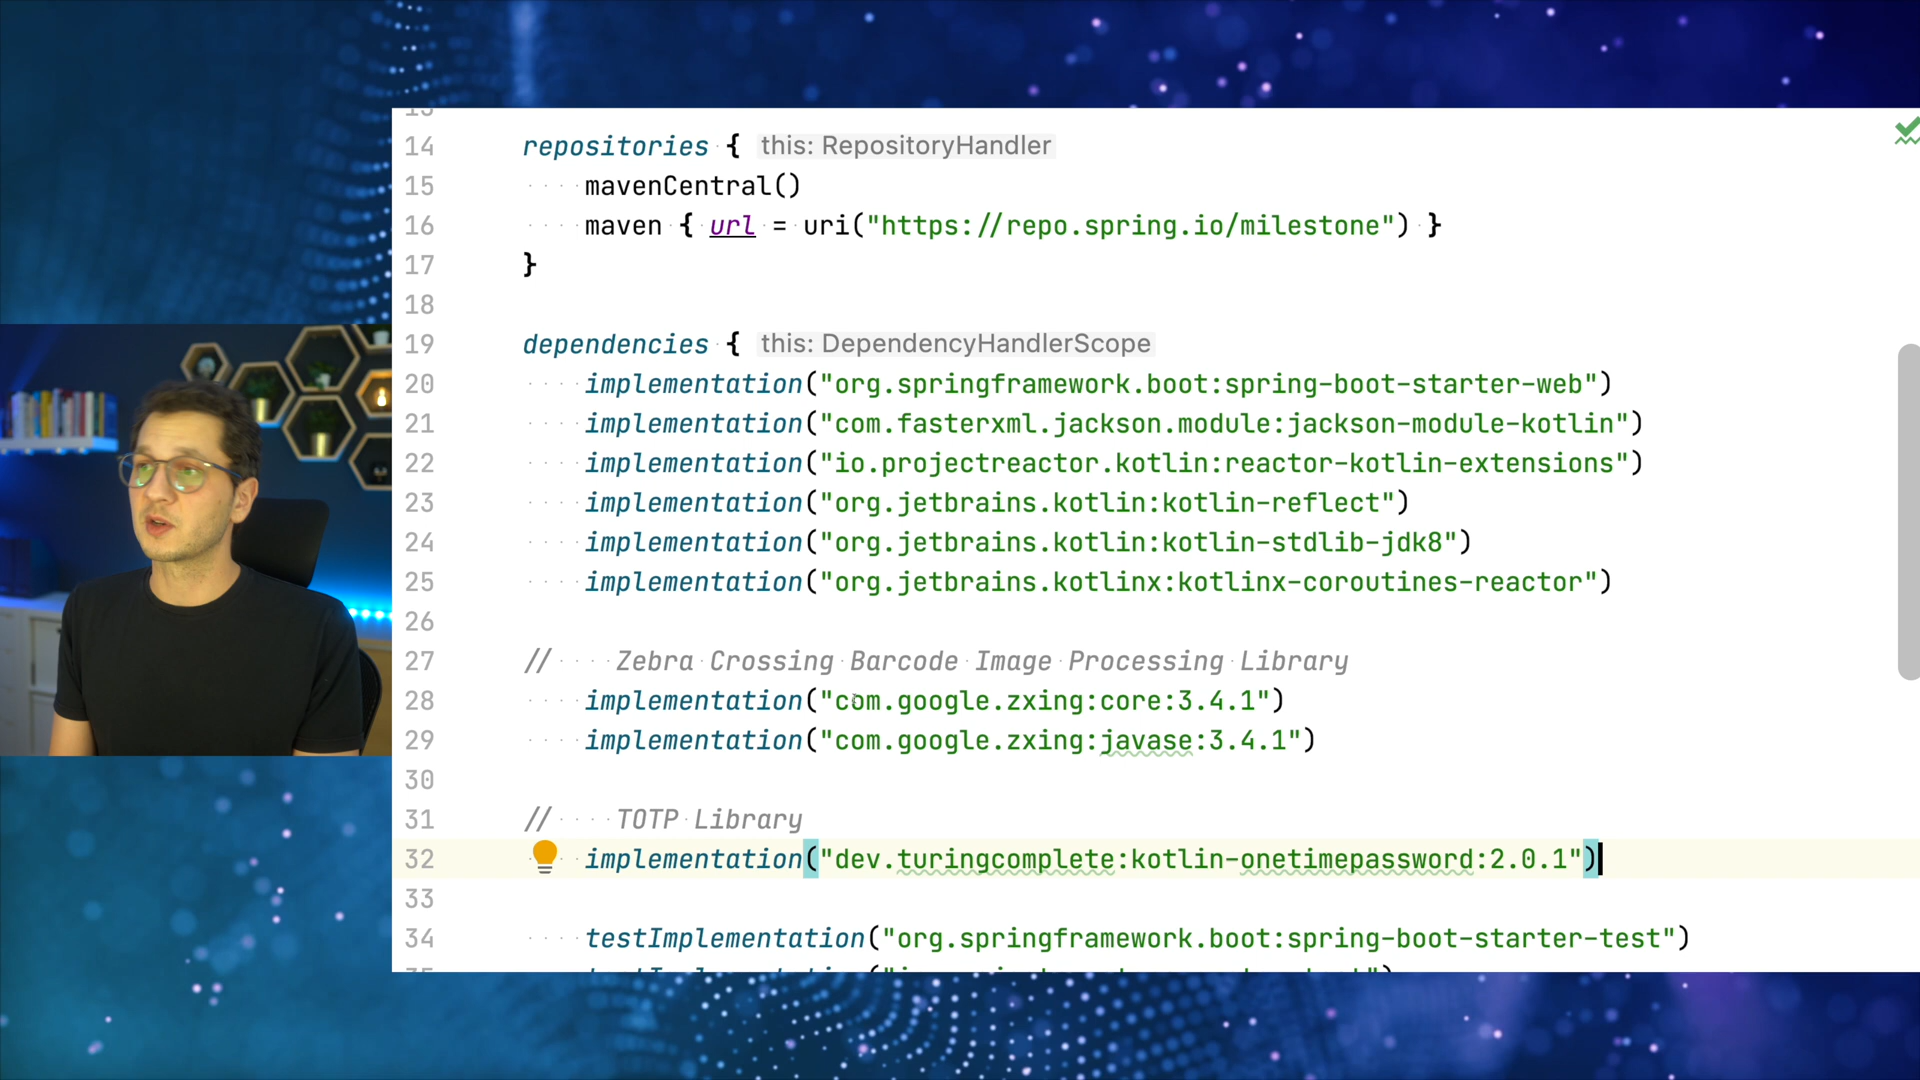 14 repositories { this: RepositoryHandler
15 mavenCentral()
16 maven { url = uri("https://repo.spring.io/milestone") }
17 }
18
19 dependencies { this: DependencyHandlerScope
20 implementation("org.springframework.boot:spring-boot-starter-web")
21 implementation("com.fasterxml.jackson.module:jackson-module-kotlin")
22 implementation("io.projectreactor.kotlin:reactor-kotlin-extensions")
23 implementation("org.jetbrains.kotlin:kotlin-reflect")
24 implementation("org.jetbrains.kotlin:kotlin-stdlib-jdk8")
25 implementation("org.jetbrains.kotlinx:kotlinx-coroutines-reactor")
26
27 // Zebra Crossing Barcode Image Processing Library
28 implementation("com.google.zxing:core:3.4.1")
29 implementation("com.google.zxing:javase:3.4.1")
30
31 // TOTP Library
32 implementation("dev.turingcomplete:kotlin-onetimepassword:2.0.1")
33
34 testImplementation("org.springframework.boot:spring-boot-starter-test")